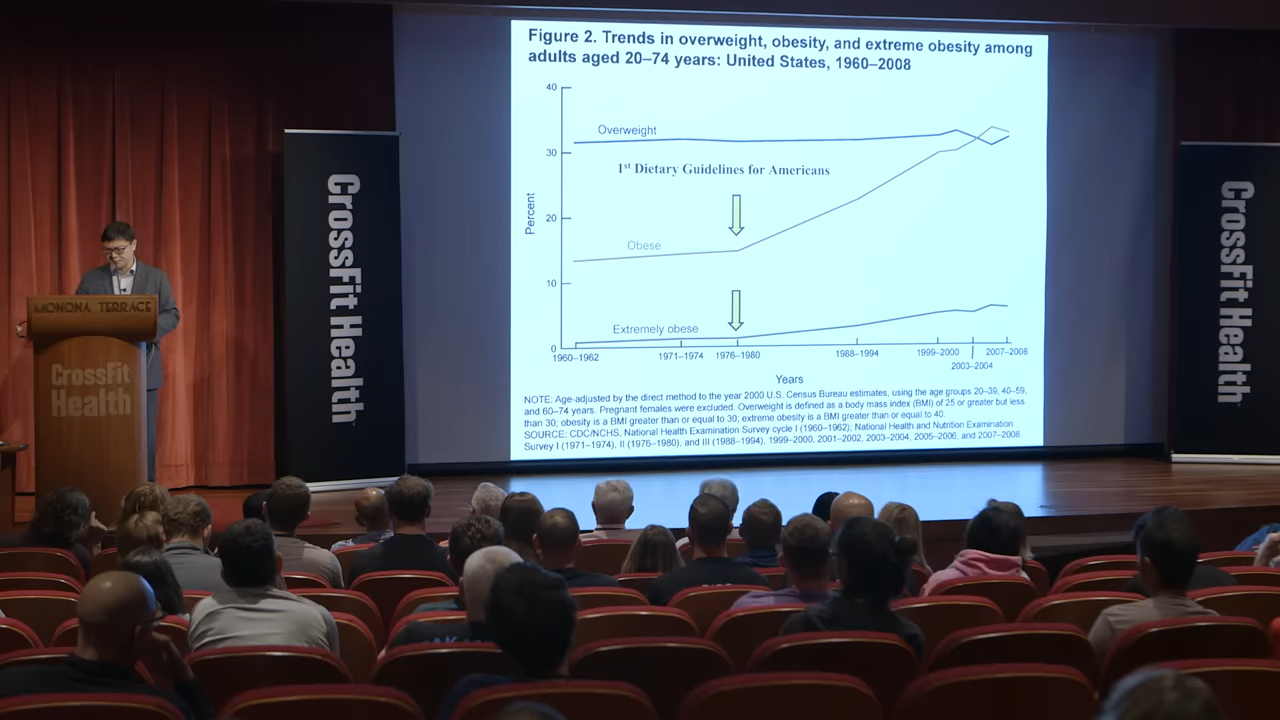 Figure 2. Trends in overweight, obesity, and extreme obesity among
adults aged 20–74 years: United States, 1960–2008
40
Overweight
30
1st Dietary Guidelines for Americans
Percent
20
Obese
10
Extremely obese
0
1960–1962
1971–1974
1976–1980
1988–1994
1999–2000
2003–2004
2007–2008
Years
NOTE: Age-adjusted by the direct method to the year 2000 U.S. Census Bureau estimates, using the age groups 20–39, 40–59,
and 60–74 years. Pregnant females were excluded. Overweight is defined as a body mass index (BMI) of 25 or greater but less
than 30; obesity is a BMI greater than or equal to 30; extreme obesity is a BMI greater than or equal to 40.
SOURCE: CDC/NCHS, National Health Examination Survey cycle I (1960–1962); National Health and Nutrition Examination
Survey I (1971–1974), II (1976–1980), and III (1988–1994), 1999–2000, 2001–2002, 2003–2004, 2005–2006, and 2007–2008.
CrossFit Health
CrossFit Health
MONONA TERRACE
CrossFit
Health